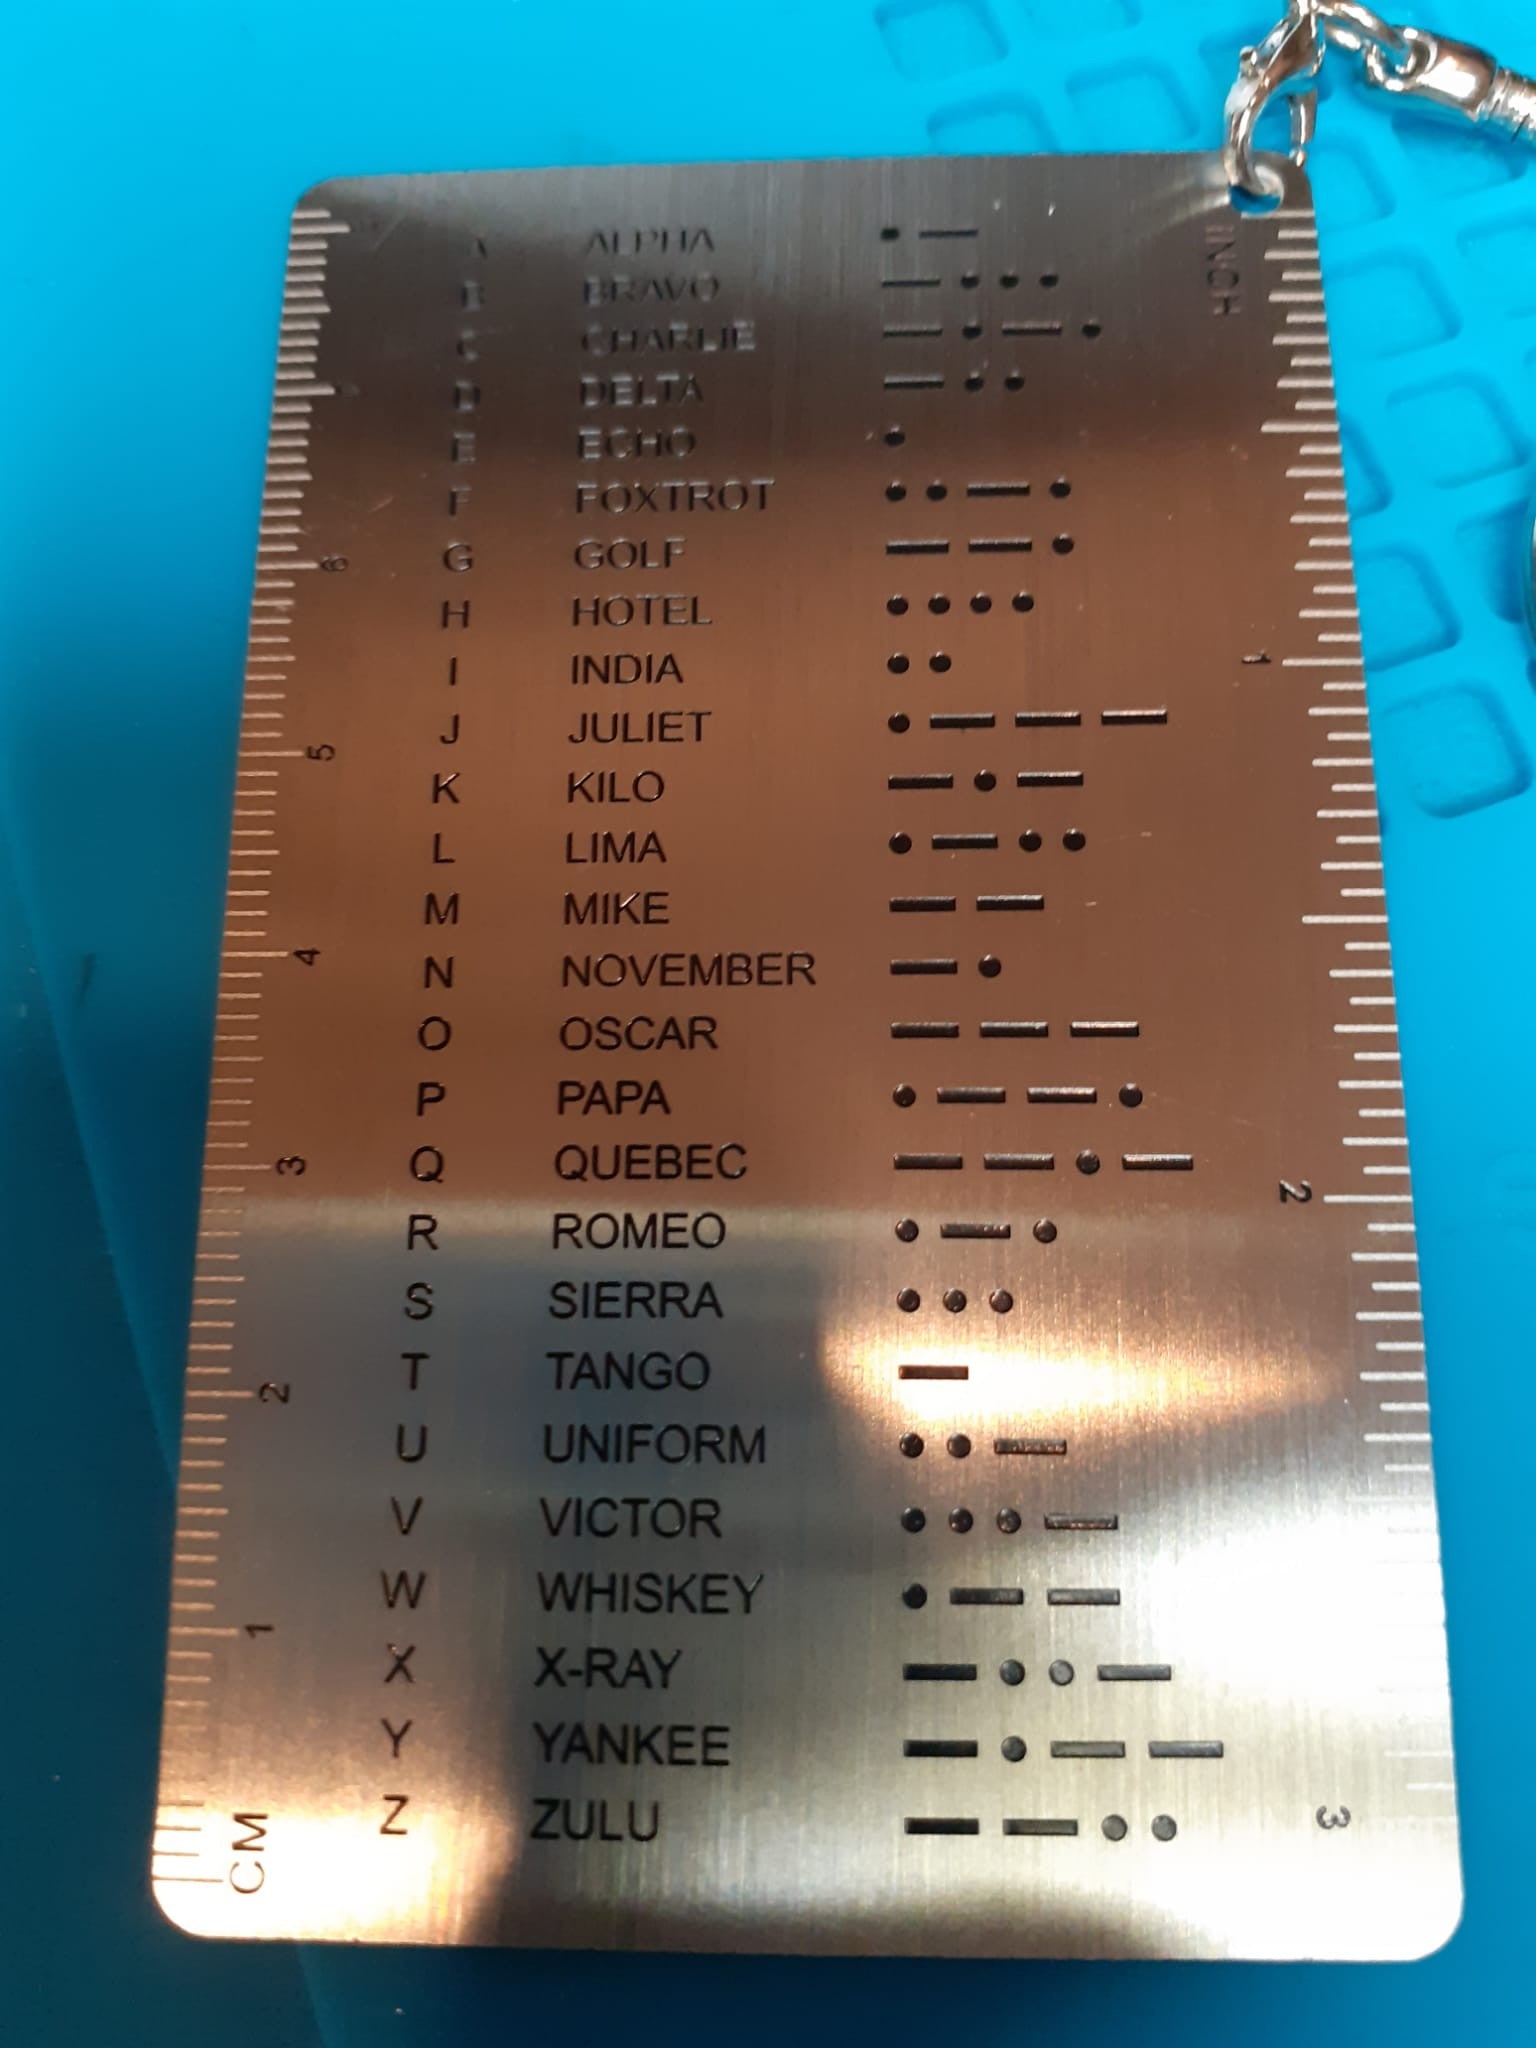 A ALPHA • —
B BRAVO — • • •
C CHARLIE — • — •
D DELTA — • •
E ECHO •
F FOXTROT • • — •
G GOLF — — •
H HOTEL • • • •
I INDIA • •
J JULIET • — — —
K KILO — • —
L LIMA • — • •
M MIKE — —
N NOVEMBER — •
O OSCAR — — —
P PAPA • — — •
Q QUEBEC — — • —
R ROMEO • — •
S SIERRA • • •
T TANGO —
U UNIFORM • • —
V VICTOR • • • —
W WHISKEY • — —
X X-RAY — • • —
Y YANKEE — • — —
Z ZULU — — • •
CM
1
2
3
4
5
6
INCH
1
2
3